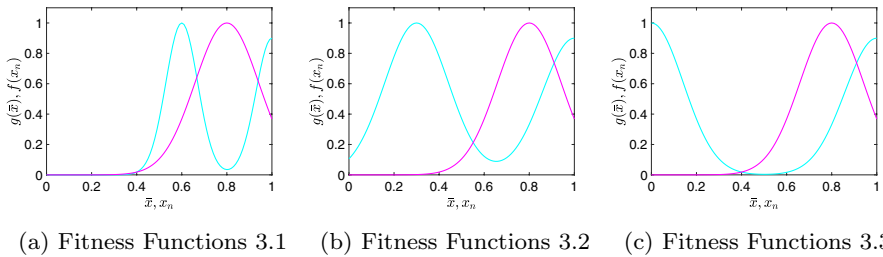 1
0.8
0.6
0.4
0.2
0
g(x̄), f(xₙ)
0 0.2 0.4 0.6 0.8 1
x̄, xₙ
(a) Fitness Functions 3.1
1
0.8
0.6
0.4
0.2
0
g(x̄), f(xₙ)
0 0.2 0.4 0.6 0.8 1
x̄, xₙ
(b) Fitness Functions 3.2
1
0.8
0.6
0.4
0.2
0
g(x̄), f(xₙ)
0 0.2 0.4 0.6 0.8 1
x̄, xₙ
(c) Fitness Functions 3.